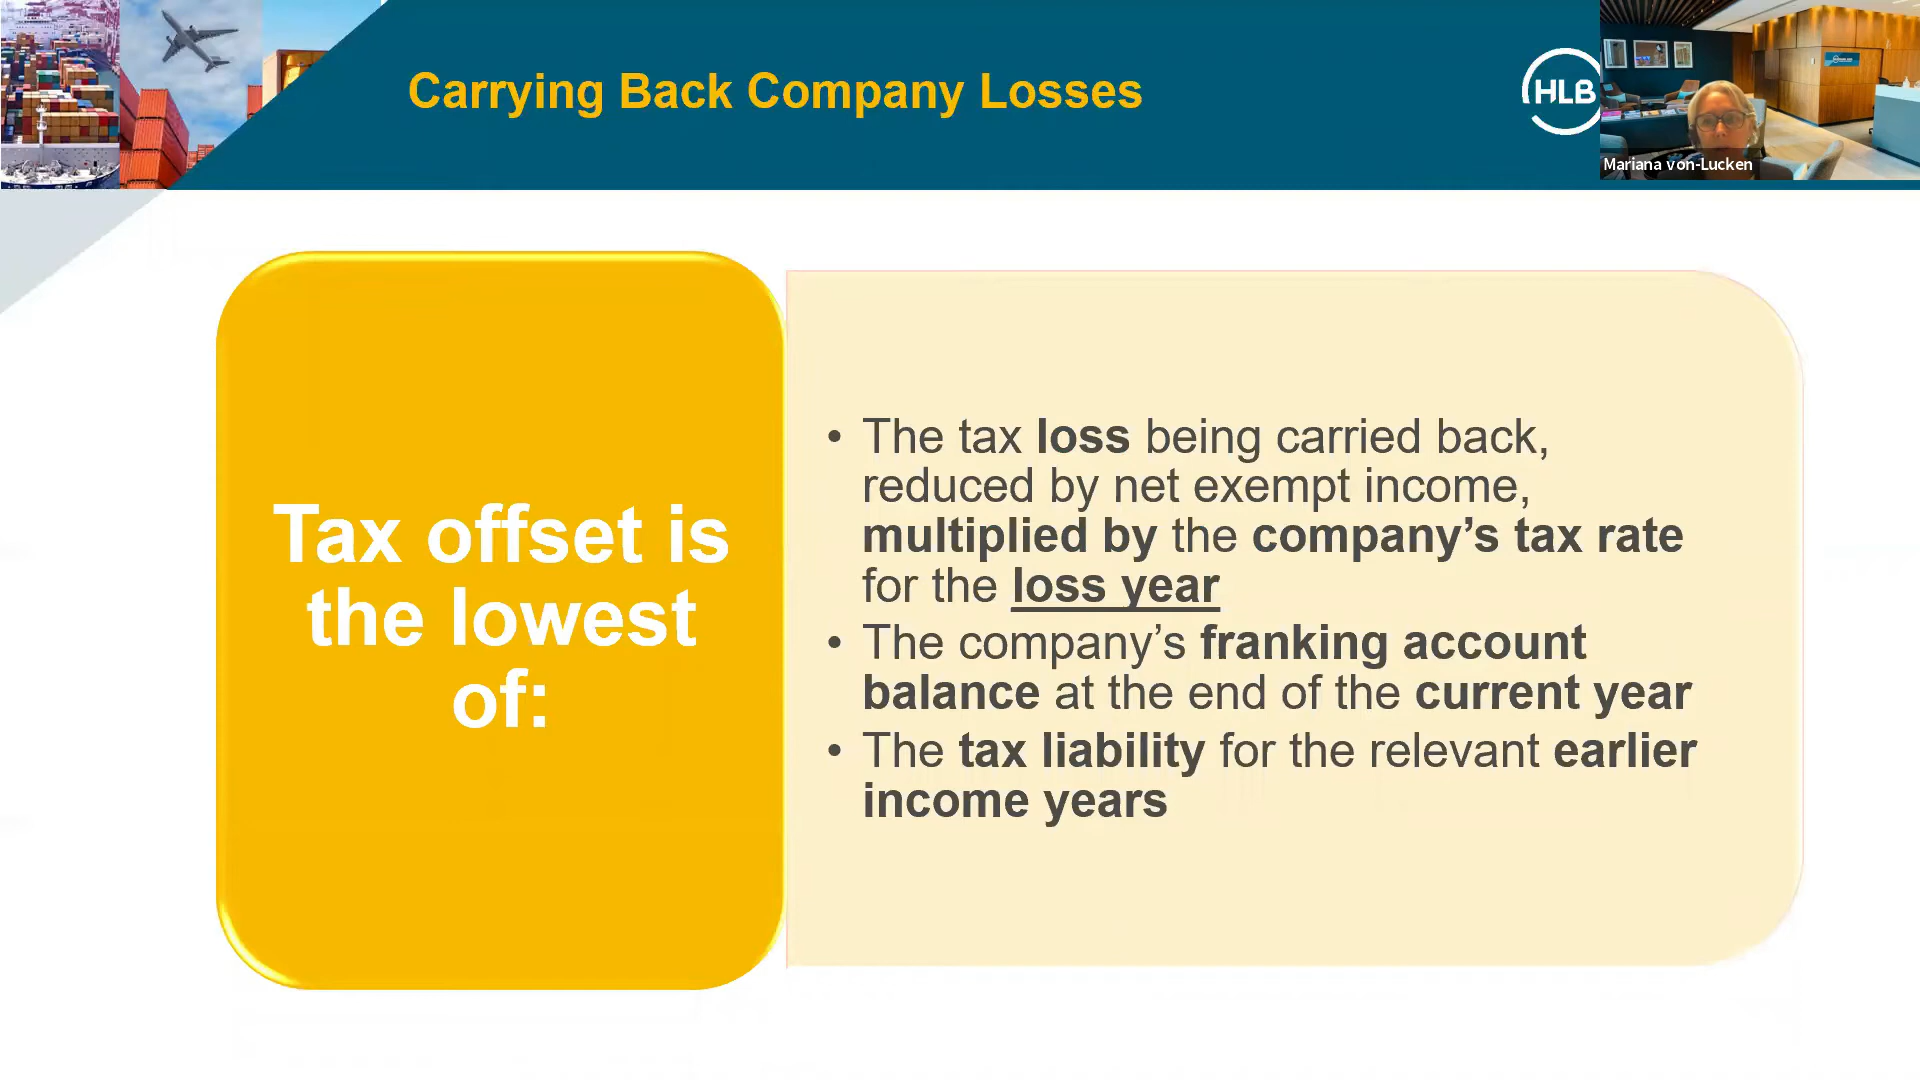 Carrying Back Company Losses
HLB
Mariana von-Lucken
Tax offset is
the lowest
of:
• The tax loss being carried back,
reduced by net exempt income,
multiplied by the company’s tax rate
for the loss year
• The company’s franking account
balance at the end of the current year
• The tax liability for the relevant earlier
income years